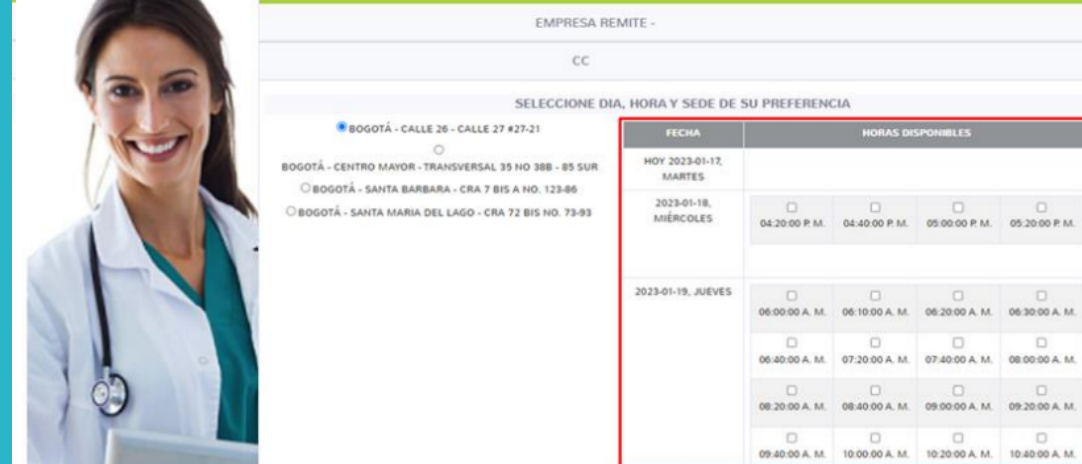 EMPRESA REMITE -
CC
SELECCIONE DIA, HORA Y SEDE DE SU PREFERENCIA
BOGOTÁ - CALLE 26 - CALLE 27 #27-21
BOGOTÁ - CENTRO MAYOR - TRANSVERSAL 35 NO 38B - 85 SUR
BOGOTÁ - SANTA BARBARA - CRA 7 BIS A NO. 123-86
BOGOTÁ - SANTA MARIA DEL LAGO - CRA 72 BIS NO. 73-93
FECHA HORAS DISPONIBLES
HOY 2023-01-17,
MARTES
2023-01-18,
MIÉRCOLES
04:20:00 P. M. 04:40:00 P. M. 05:00:00 P. M. 05:20:00 P. M.
2023-01-19, JUEVES
06:00:00 A. M. 06:10:00 A. M. 06:20:00 A. M. 06:30:00 A. M.
06:40:00 A. M. 07:20:00 A. M. 07:40:00 A. M. 08:00:00 A. M.
08:20:00 A. M. 08:40:00 A. M. 09:00:00 A. M. 09:20:00 A. M.
09:40:00 A. M. 10:00:00 A. M. 10:20:00 A. M. 10:40:00 A. M.